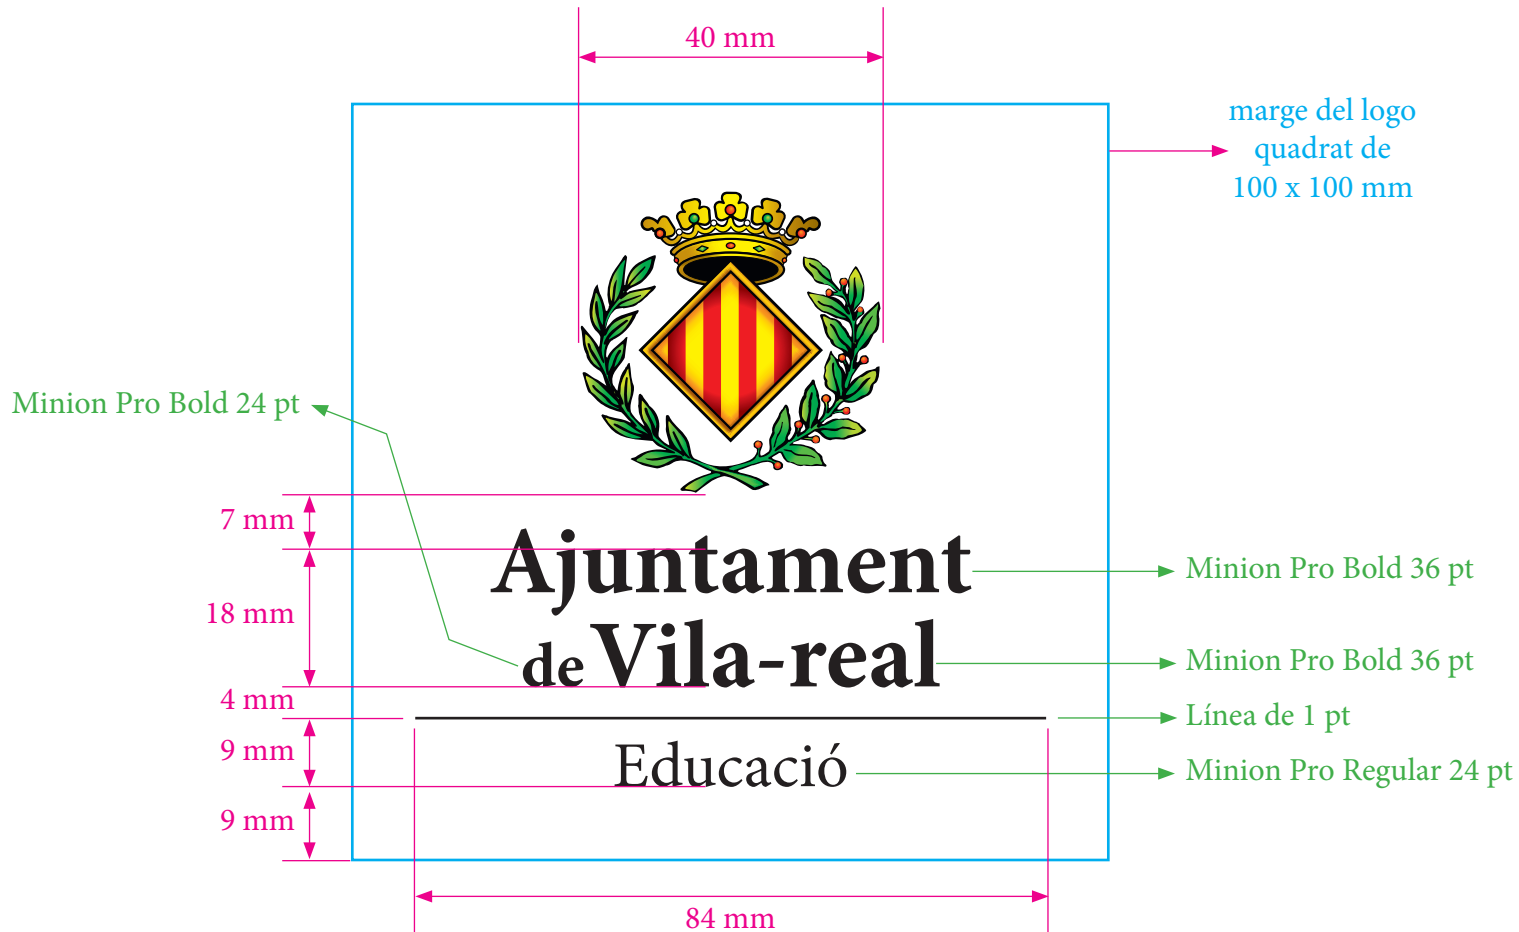 40 mm
marge del logo
quadrat de
100 x 100 mm
Minion Pro Bold 24 pt
7 mm
Ajuntament
Minion Pro Bold 36 pt
18 mm
de Vila-real
Minion Pro Bold 36 pt
4 mm
Línea de 1 pt
9 mm
Educació
Minion Pro Regular 24 pt
9 mm
84 mm